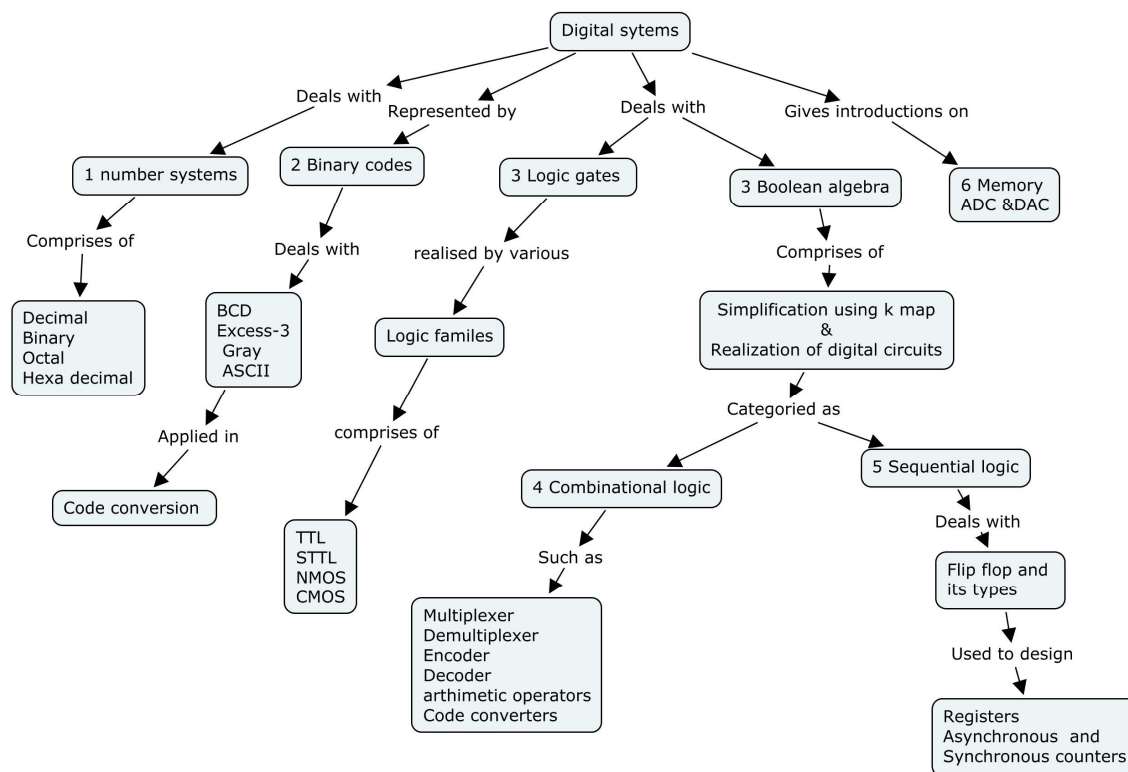 Digital sytems
Deals with
Represented by
Deals with
Gives introductions on
1 number systems
2 Binary codes
3 Logic gates
3 Boolean algebra
6 Memory
ADC &DAC
Comprises of
Deals with
realised by various
Comprises of
Decimal
Binary
Octal
Hexa decimal
BCD
Excess-3
Gray
ASCII
Logic familes
Simplification using k map
&
Realization of digital circuits
Applied in
comprises of
Categoried as
Code conversion
4 Combinational logic
5 Sequential logic
TTL
STTL
NMOS
CMOS
Such as
Deals with
Multiplexer
Demultiplexer
Encoder
Decoder
arthimetic operators
Code converters
Flip flop and
its types
Used to design
Registers
Asynchronous and
Synchronous counters